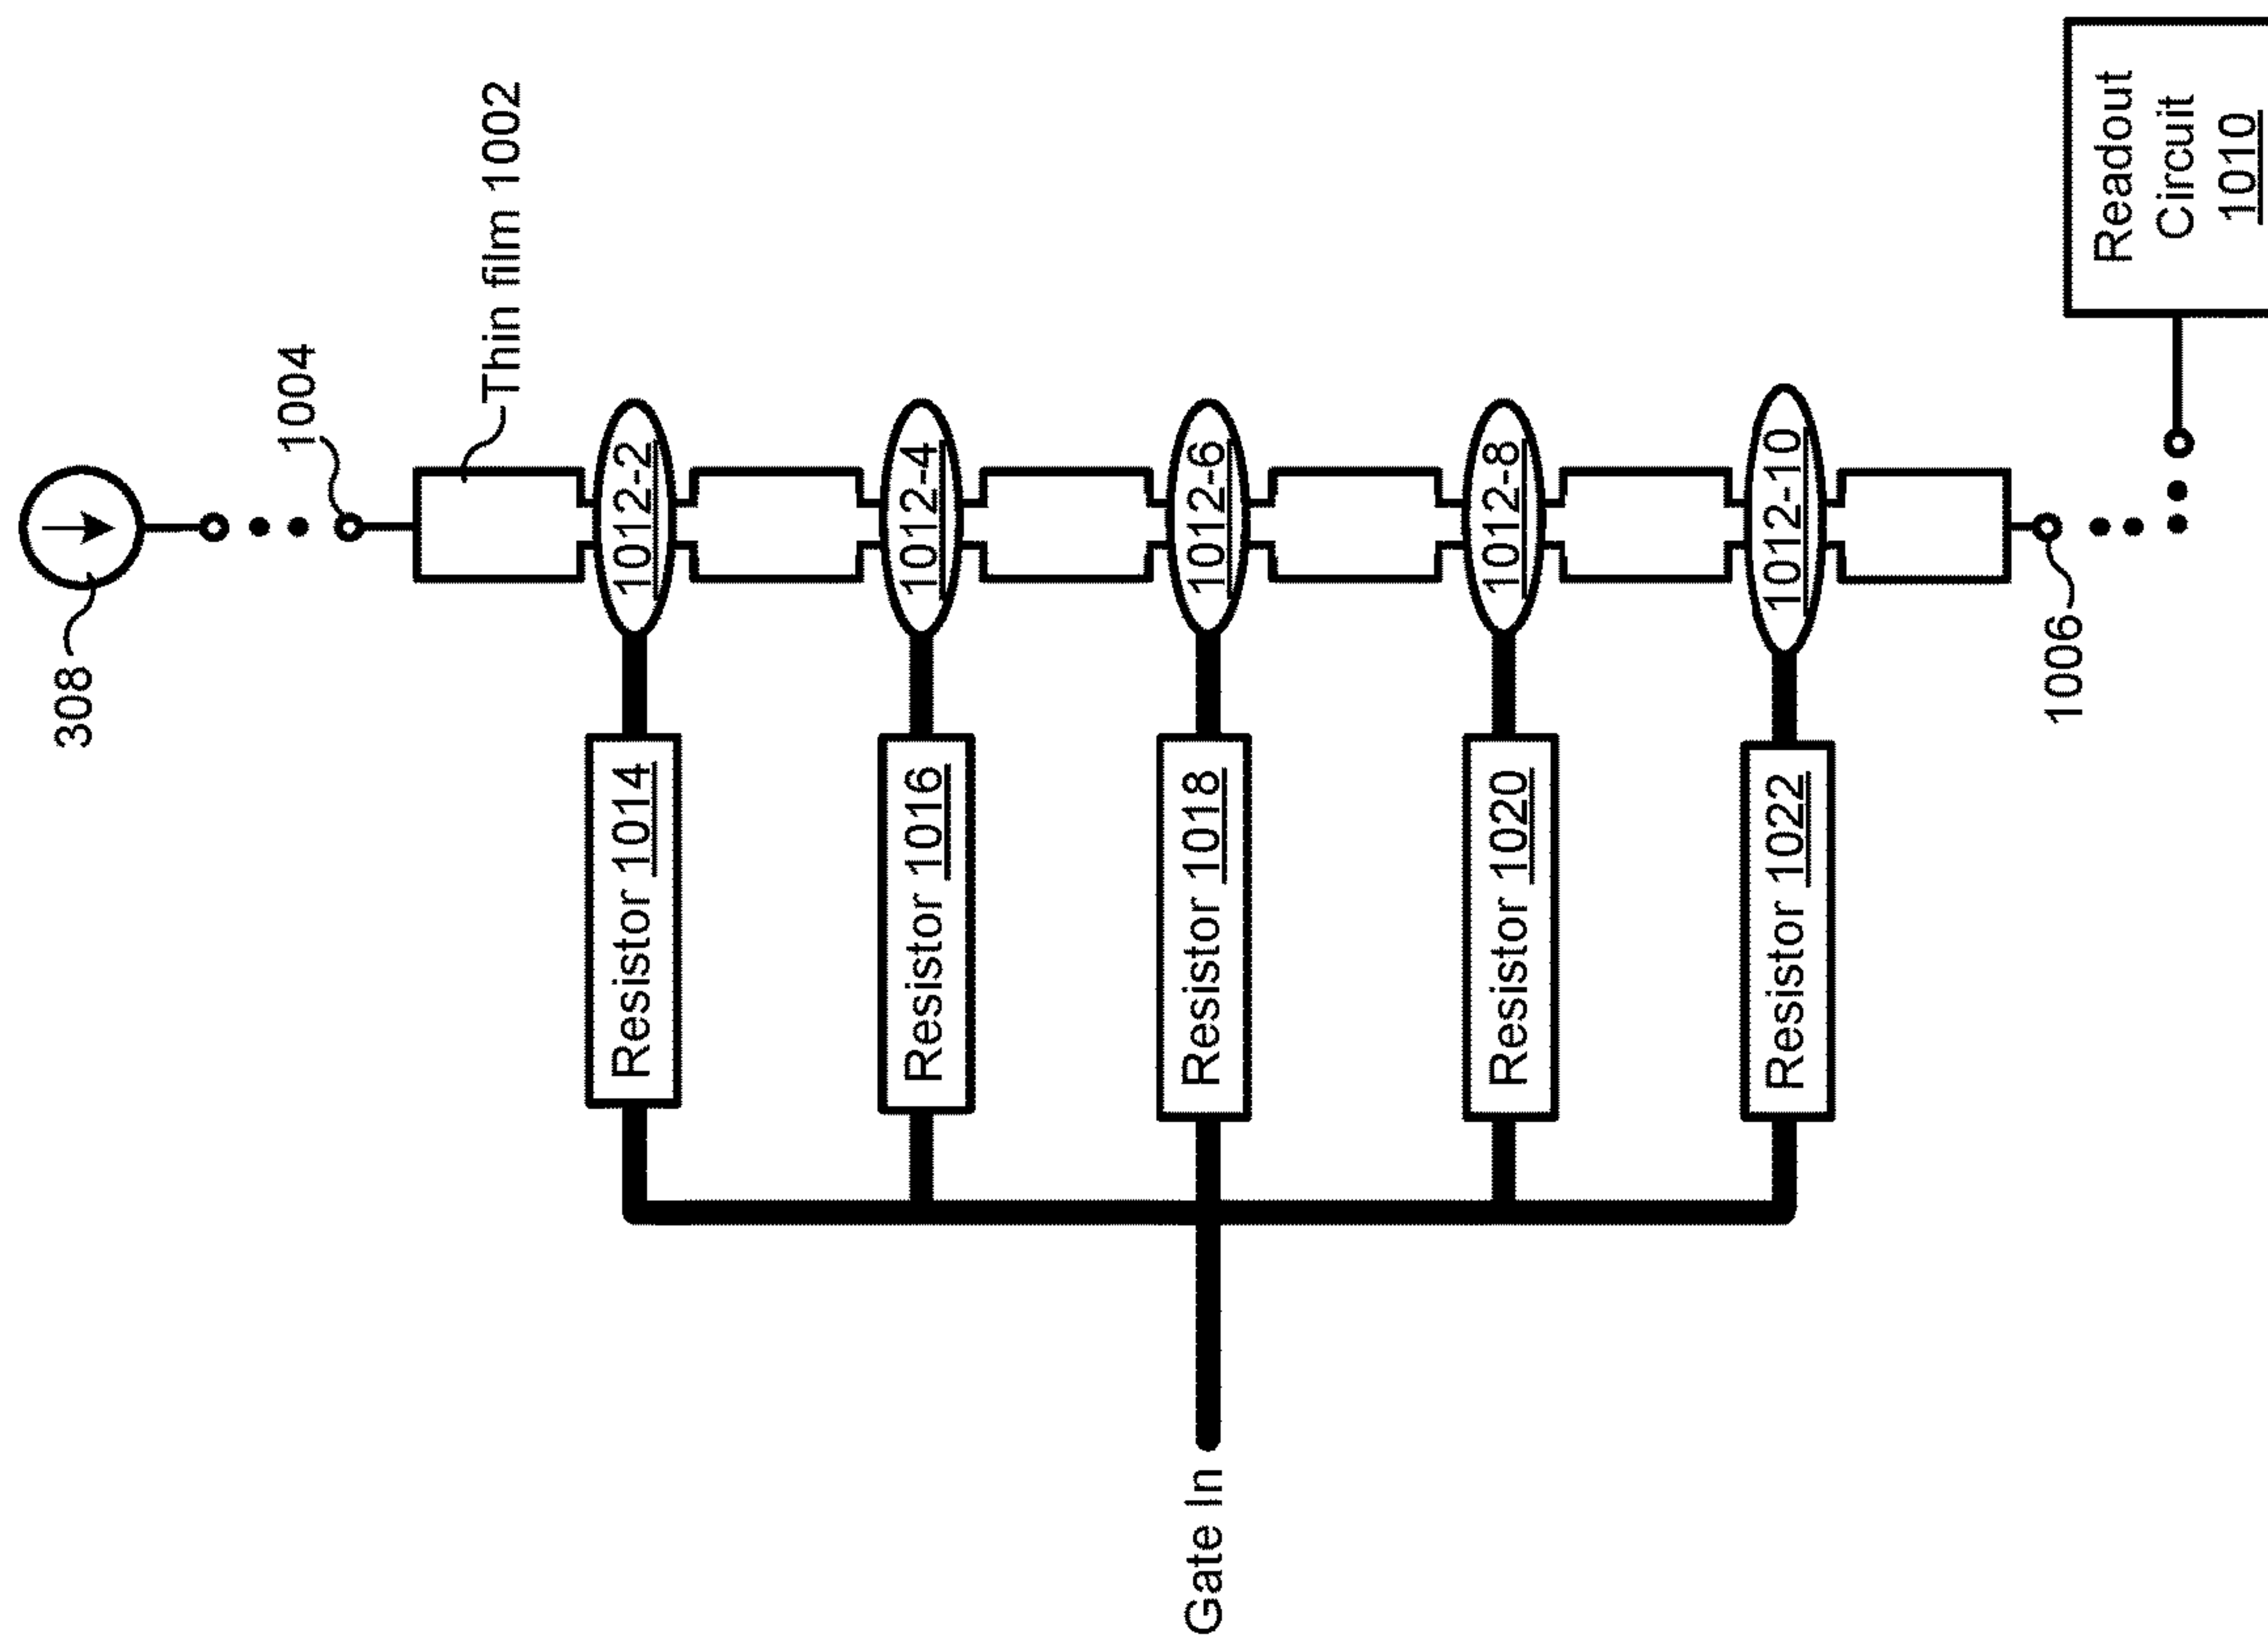 308
1004
Thin film 1002
1012-2
1012-4
1012-6
1012-8
1012-10
Resistor 1014
Resistor 1016
Resistor 1018
Resistor 1020
Resistor 1022
Gate In
1006
Readout
Circuit
1010